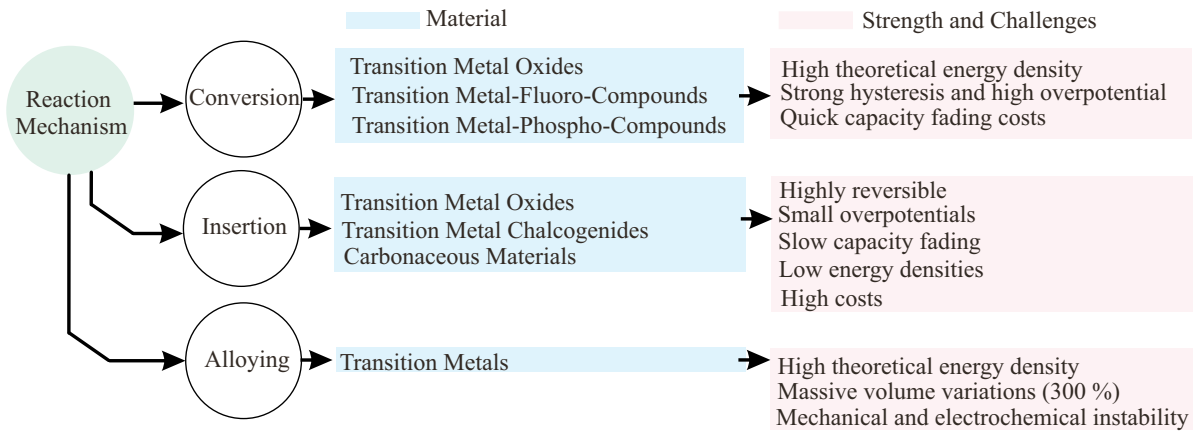 Material
Strength and Challenges
Reaction
Mechanism
Conversion
Transition Metal Oxides
Transition Metal-Fluoro-Compounds
Transition Metal-Phospho-Compounds
High theoretical energy density
Strong hysteresis and high overpotential
Quick capacity fading costs
Insertion
Transition Metal Oxides
Transition Metal Chalcogenides
Carbonaceous Materials
Highly reversible
Small overpotentials
Slow capacity fading
Low energy densities
High costs
Alloying
Transition Metals
High theoretical energy density
Massive volume variations (300 %)
Mechanical and electrochemical instability